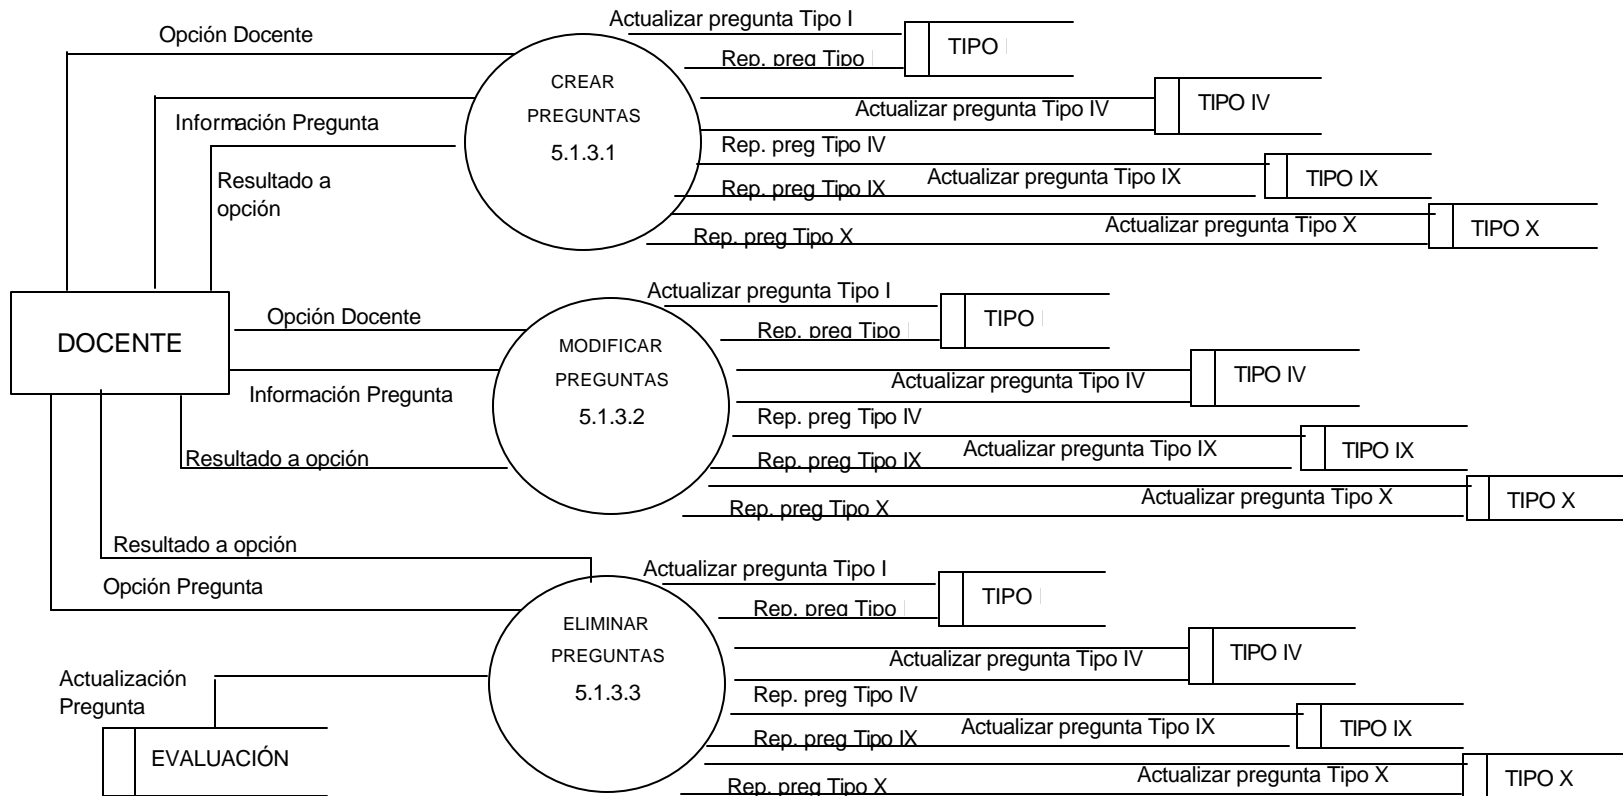 Actualizar pregunta Tipo I
Opción Docente
TIPO
Rep. preg Tipo
CREAR
PREGUNTAS
5.1.3.1
TIPO IV
Actualizar pregunta Tipo IV
Información Pregunta
Rep. preg Tipo IV
Resultado a
opción
Actualizar pregunta Tipo IX
TIPO IX
Rep. preg Tipo IX
Actualizar pregunta Tipo X
TIPO X
Rep. preg Tipo X
Actualizar pregunta Tipo I
Opción Docente
TIPO
Rep. preg Tipo
DOCENTE
MODIFICAR
PREGUNTAS
5.1.3.2
TIPO IV
Actualizar pregunta Tipo IV
Información Pregunta
Rep. preg Tipo IV
Actualizar pregunta Tipo IX
TIPO IX
Resultado a opción
Rep. preg Tipo IX
Actualizar pregunta Tipo X
TIPO X
Rep. preg Tipo X
Resultado a opción
Actualizar pregunta Tipo I
Opción Pregunta
TIPO
Rep. preg Tipo
ELIMINAR
PREGUNTAS
5.1.3.3
TIPO IV
Actualizar pregunta Tipo IV
Actualización
Pregunta
Rep. preg Tipo IV
Actualizar pregunta Tipo IX
TIPO IX
Rep. preg Tipo IX
EVALUACIÓN
Actualizar pregunta Tipo X
TIPO X
Rep. preg Tipo X